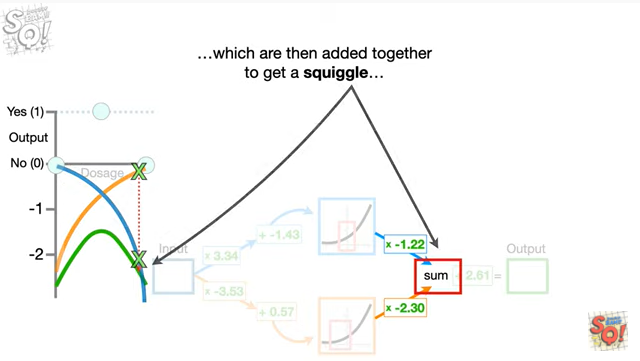 …which are then added together
to get a squiggle…
Yes (1)
Output
No (0)
Dosage
-1
-2
Input
x 3.34
+ -1.43
x -1.22
x -3.53
+ 0.57
x -2.30
sum
2.61 =
Output